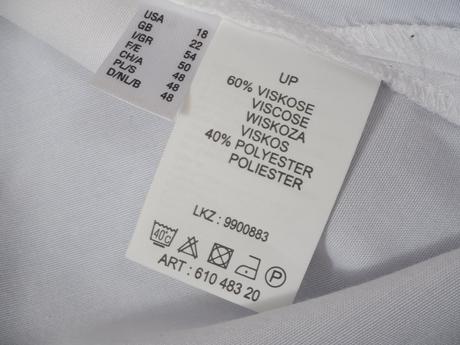 USA 18
GB 22
I/GR 54
F/E 50
CH/A 48
PL/S 48
D/NL/B 48
UP
60% VISKOSE
VISCOSE
WISKOZA
VISKOS
40% POLYESTER
POLIESTER
LKZ : 9900883
40°C P
ART : 610 483 20